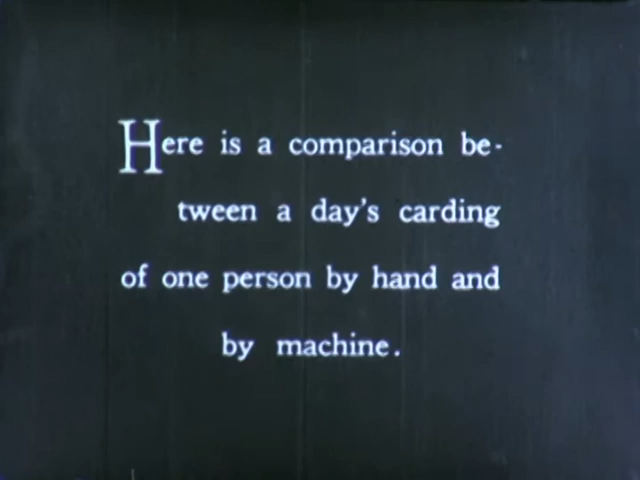 Here is a comparison be-
tween a day's carding
of one person by hand and
by machine.